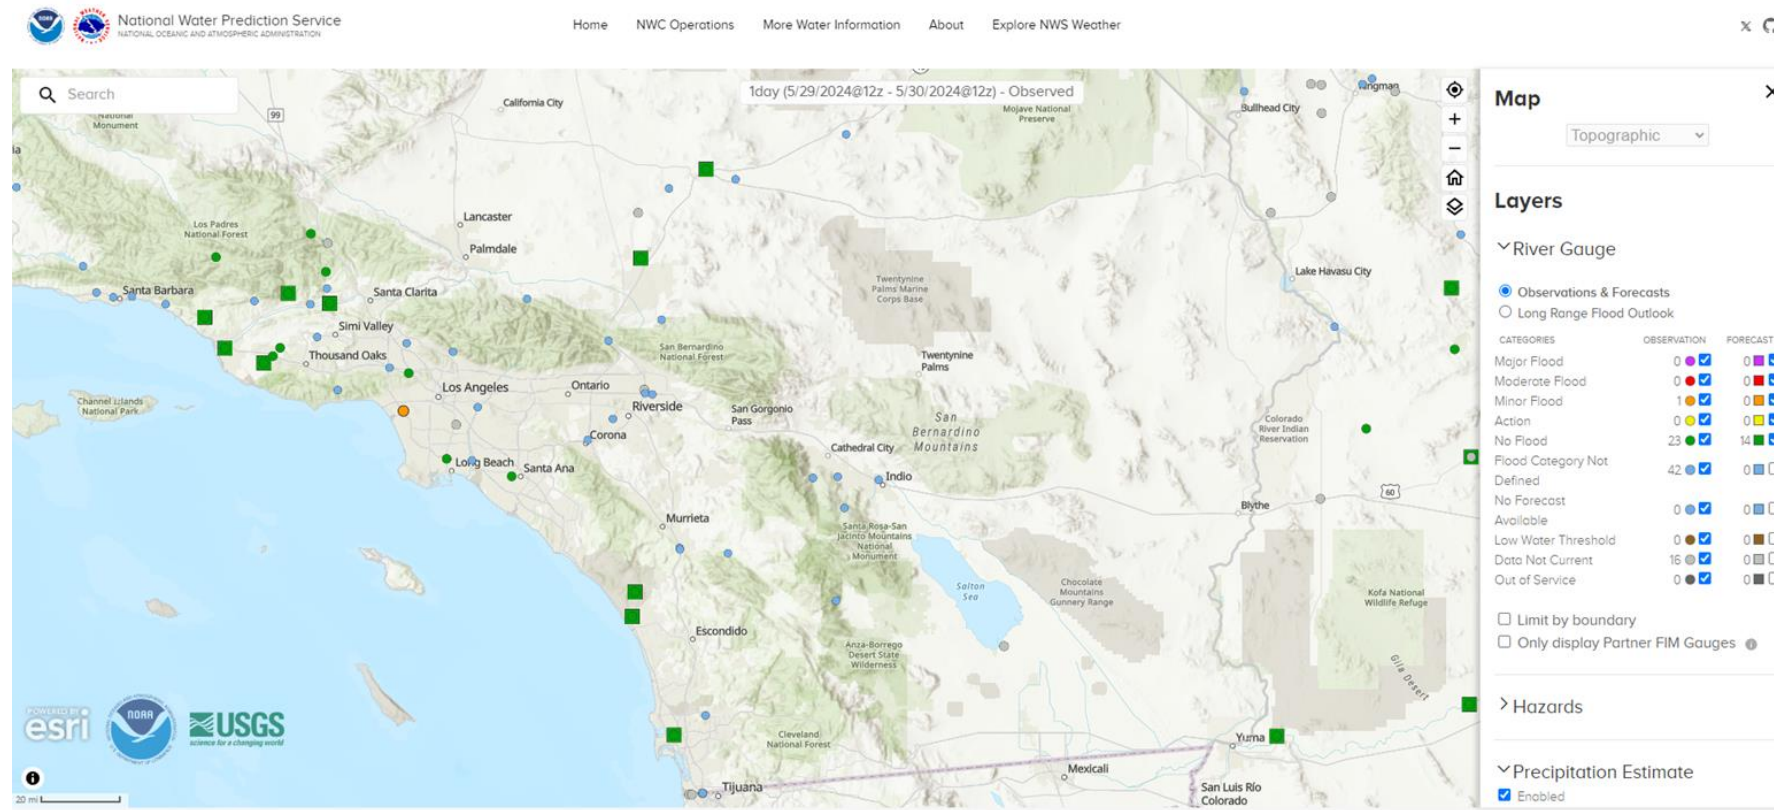 National Water Prediction Service
NATIONAL OCEANIC AND ATMOSPHERIC ADMINISTRATION
Home NWC Operations More Water Information About Explore NWS Weather
Search
1day (5/29/2024@12z - 5/30/2024@12z) - Observed
National
Monument
99
California City
Mojave National
Preserve
Bullhead City
Los Padres
National Forest
Lancaster
Palmdale
Santa Barbara
Santa Clarita
Simi Valley
Thousand Oaks
Channel Islands
National Park
Los Angeles
Ontario
Riverside
Corona
Long Beach
Santa Ana
San Bernardino
National Forest
San Gorgonio
Pass
Twentynine
Palms Marine
Corps Base
Twentynine
Palms
San
Bernardino
Mountains
Cathedral City
Indio
Lake Havasu City
Colorado
River Indian
Reservation
60
Blythe
Murrieta
Santa Rosa-San
Jacinto Mountains
National
Monument
Salton
Sea
Chocolate
Mountains
Gunnery Range
Kofa National
Wildlife Refuge
Escondido
Anza-Borrego
Desert State
Wilderness
Gila Desert
Cleveland
National Forest
Yuma
Mexicali
Tijuana
San Luis Río
Colorado
POWERED BY
esri
NOAA
USGS
science for a changing world
20 mi
Map
Topographic
Layers
River Gauge
Observations & Forecasts
Long Range Flood Outlook
CATEGORIES OBSERVATION FORECAST
Major Flood 0 0
Moderate Flood 0 0
Minor Flood 1 0
Action 0 0
No Flood 23 14
Flood Category Not
Defined 42 0
No Forecast
Available 0 0
Low Water Threshold 0 0
Data Not Current 16 0
Out of Service 0 0
Limit by boundary
Only display Partner FIM Gauges
Hazards
Precipitation Estimate
Enabled